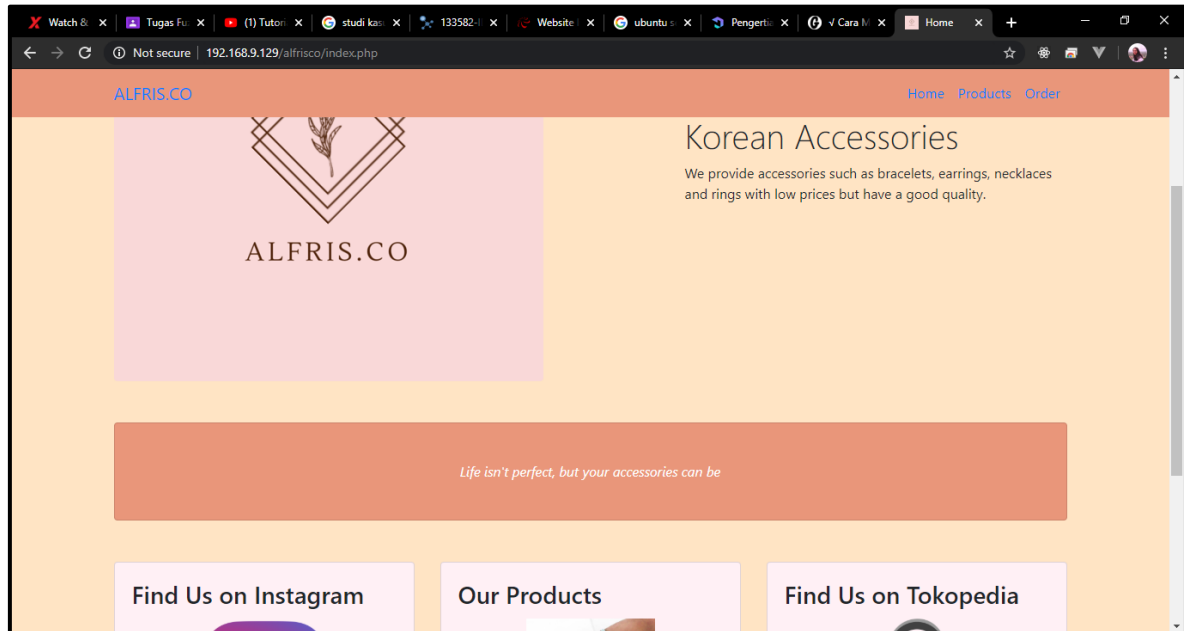 Watch &
Tugas Fu
(1) Tutori
studi kas
133582-
Website
ubuntu s
Pengertia
√ Cara M
Home
Not secure
192.168.9.129/alfrisco/index.php
ALFRIS.CO
Home
Products
Order
ALFRIS.CO
Korean Accessories
We provide accessories such as bracelets, earrings, necklaces
and rings with low prices but have a good quality.
Life isn't perfect, but your accessories can be
Find Us on Instagram
Our Products
Find Us on Tokopedia